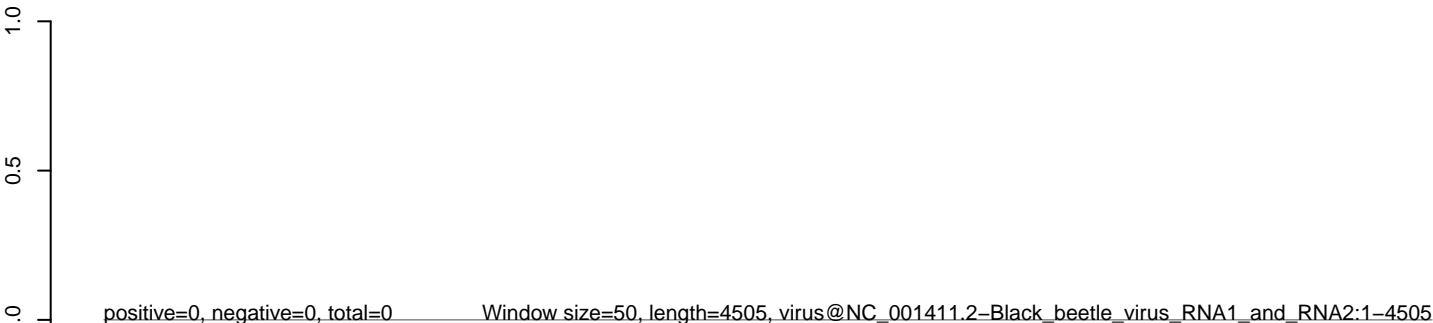 1.0
0.5
.0
positive=0, negative=0, total=0
Window size=50, length=4505, virus@NC_001411.2−Black_beetle_virus_RNA1_and_RNA2:1−4505